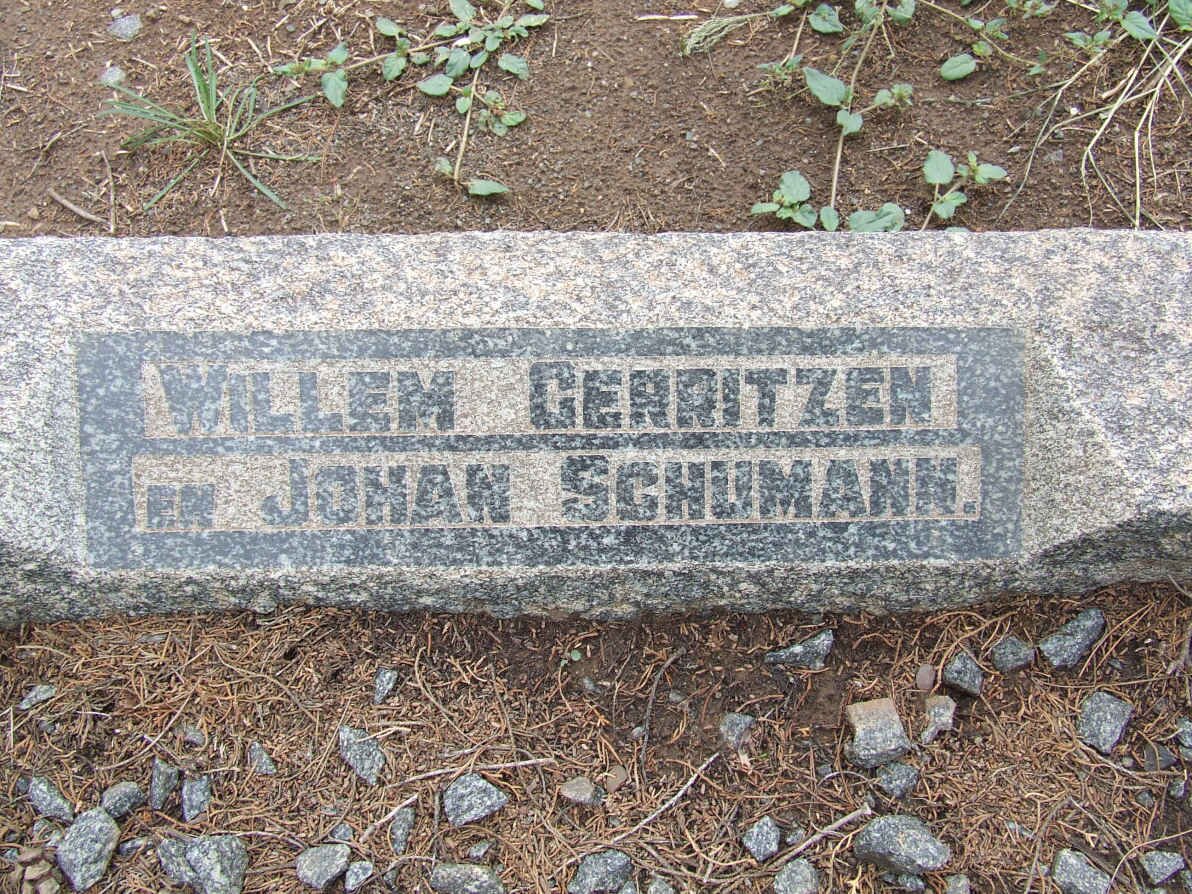 WILLEM GERRITZEN
EN JOHAN SCHUMANN.